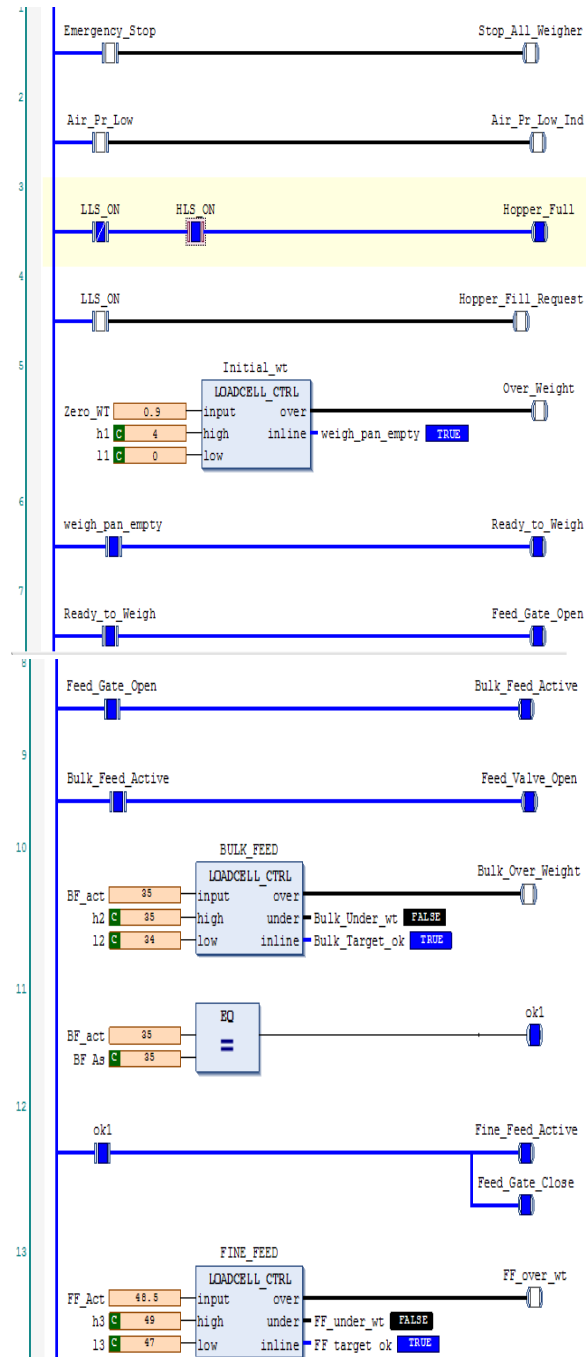 1
Emergency_Stop Stop_All_Weigher
2
Air_Pr_Low Air_Pr_Low_Ind
3
LLS_ON HLS_ON Hopper_Full
4
LLS_ON Hopper_Fill_Request
5
Initial_wt
LOADCELL_CTRL Over_Weight
Zero_WT 0.9 input over
h1 C 4 high inline weigh_pan_empty TRUE
l1 C 0 low
6
weigh_pan_empty Ready_to_Weigh
7
Ready_to_Weigh Feed_Gate_Open
8
Feed_Gate_Open Bulk_Feed_Active
9
Bulk_Feed_Active Feed_Valve_Open
10
BULK_FEED
LOADCELL_CTRL Bulk_Over_Weight
BF_act 35 input over
h2 C 35 high under Bulk_Under_wt FALSE
l2 C 34 low inline Bulk_Target_ok TRUE
11
EQ ok1
BF_act 35 =
BF As C 35
12
ok1 Fine_Feed_Active
Feed_Gate_Close
13
FINE_FEED
LOADCELL_CTRL FF_over_wt
FF_Act 48.5 input over
h3 C 49 high under FF_under_wt FALSE
l3 C 47 low inline FF target ok TRUE